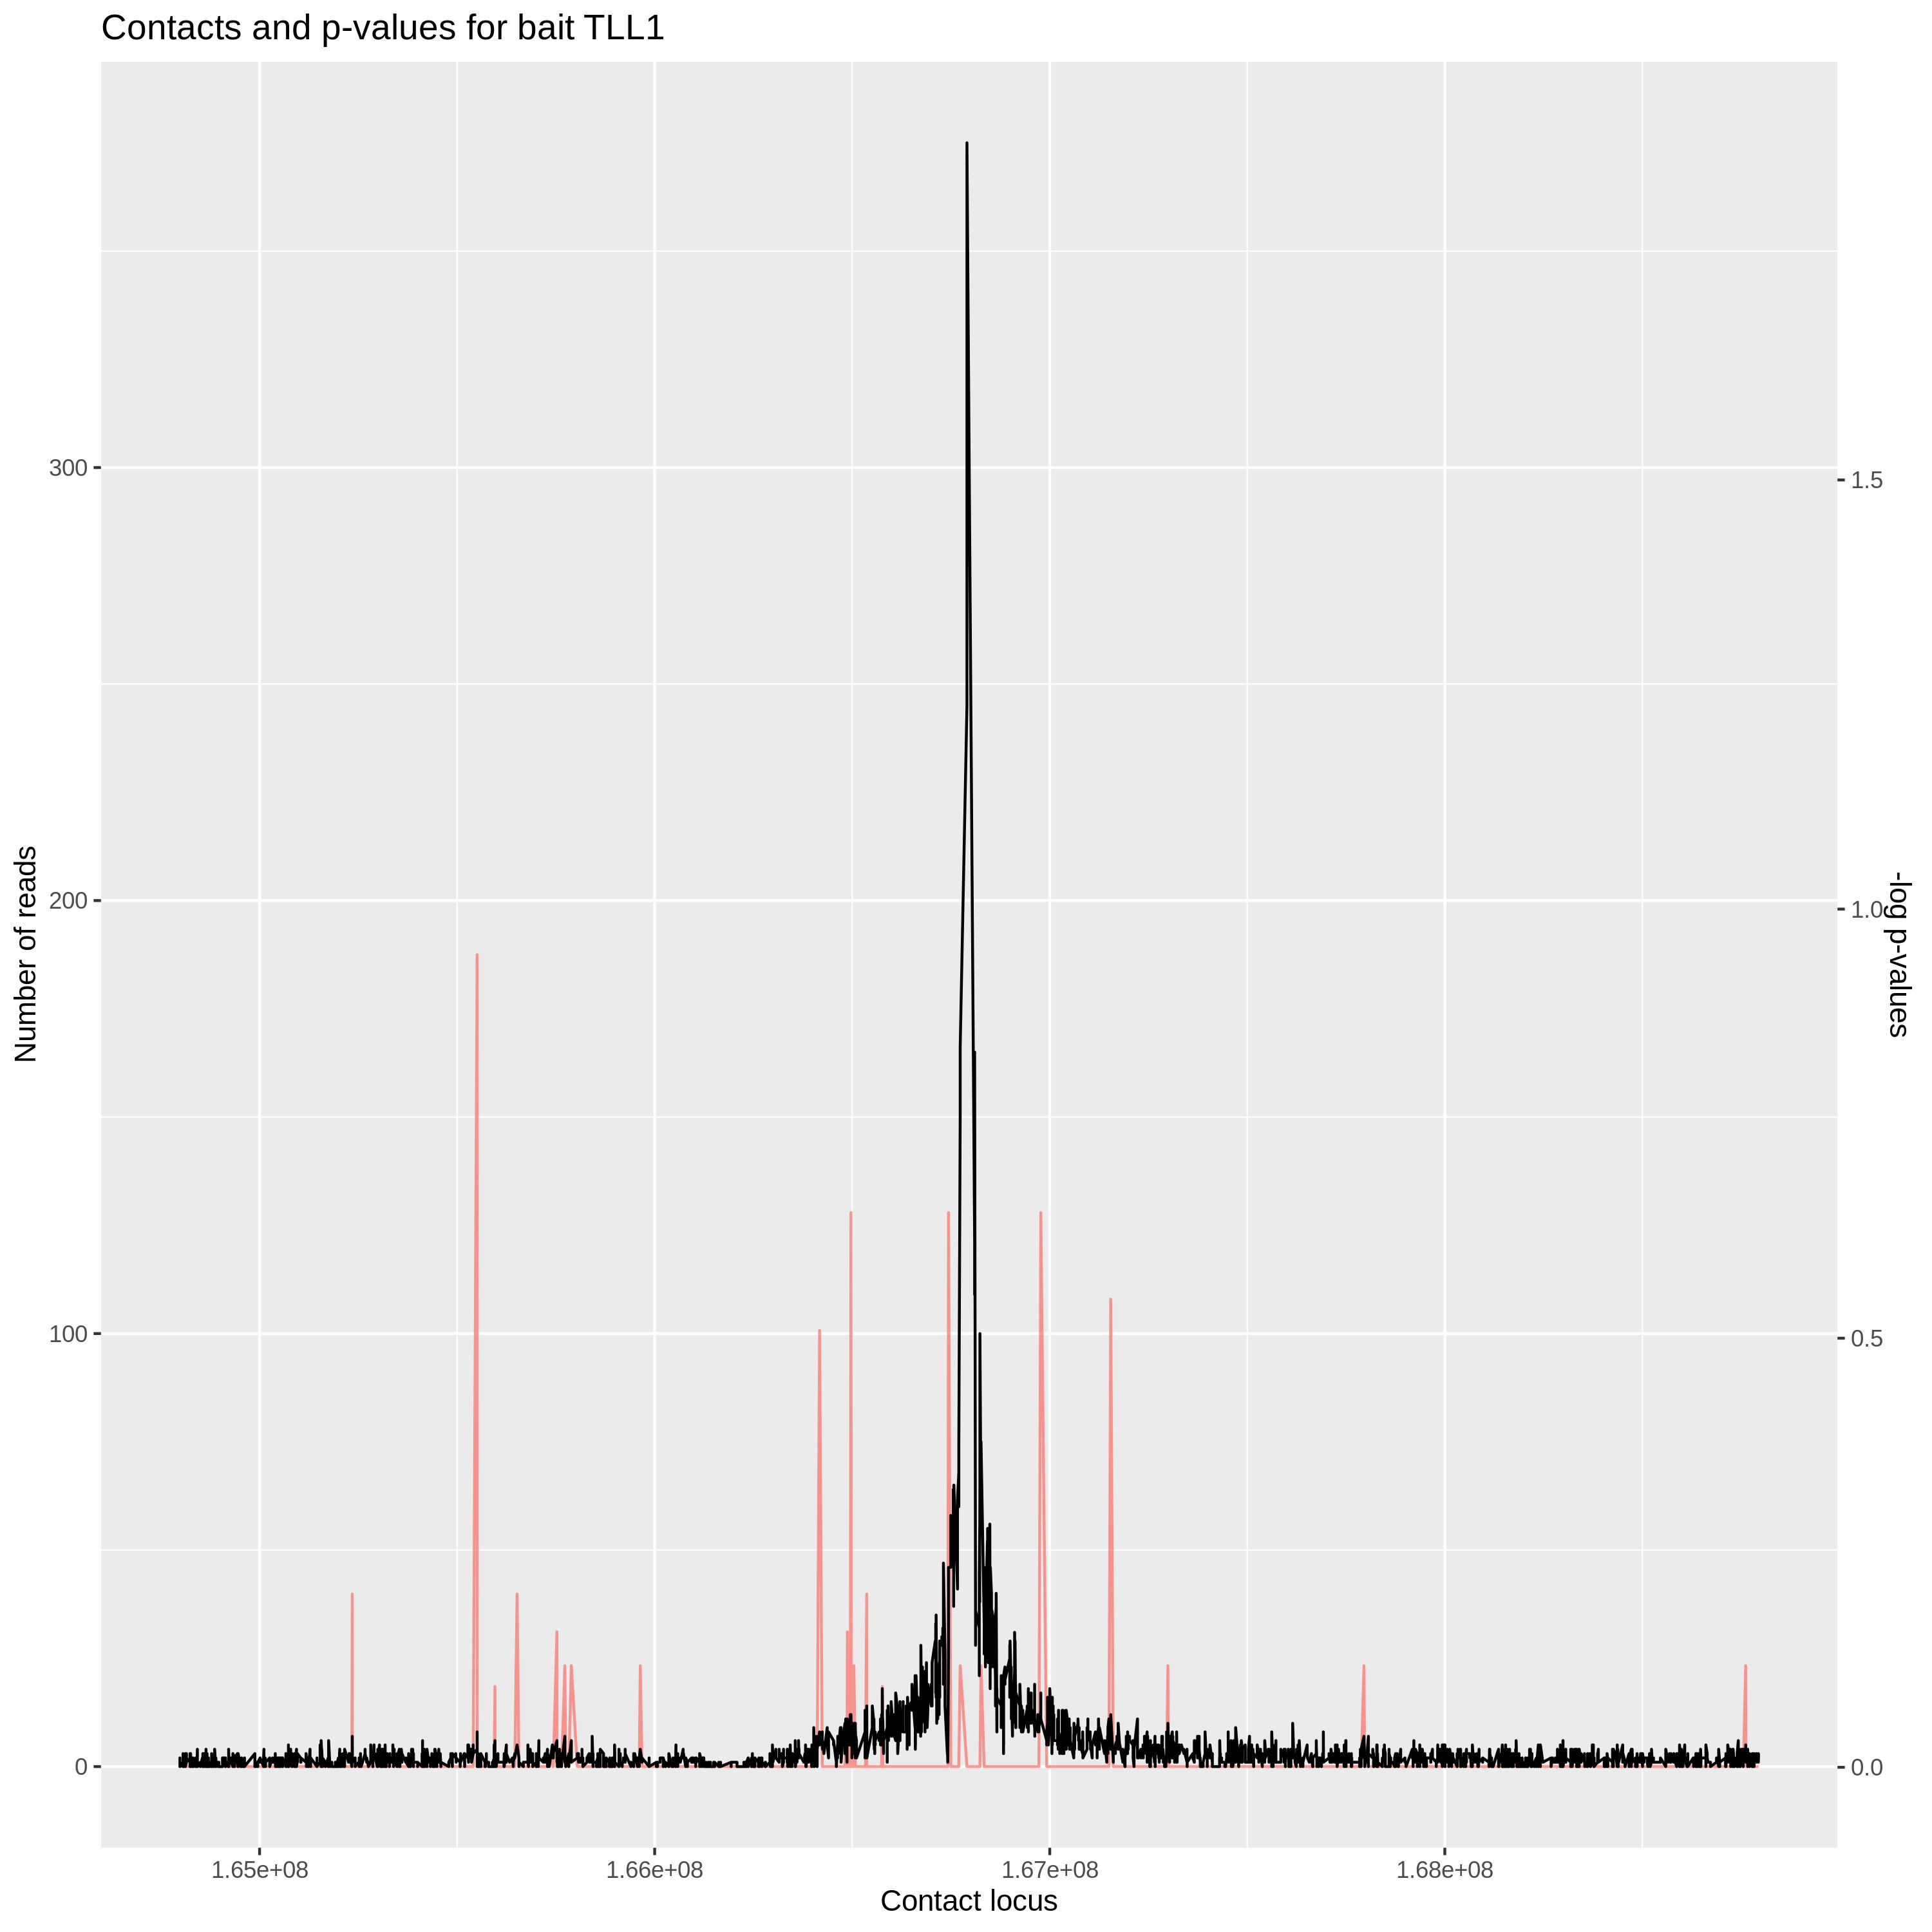 Contacts and p-values for bait TLL1
Number of reads
300
200
100
0
1.5
1.0
0.5
0.0
-log p-values
1.65e+08
1.66e+08
1.67e+08
1.68e+08
Contact locus